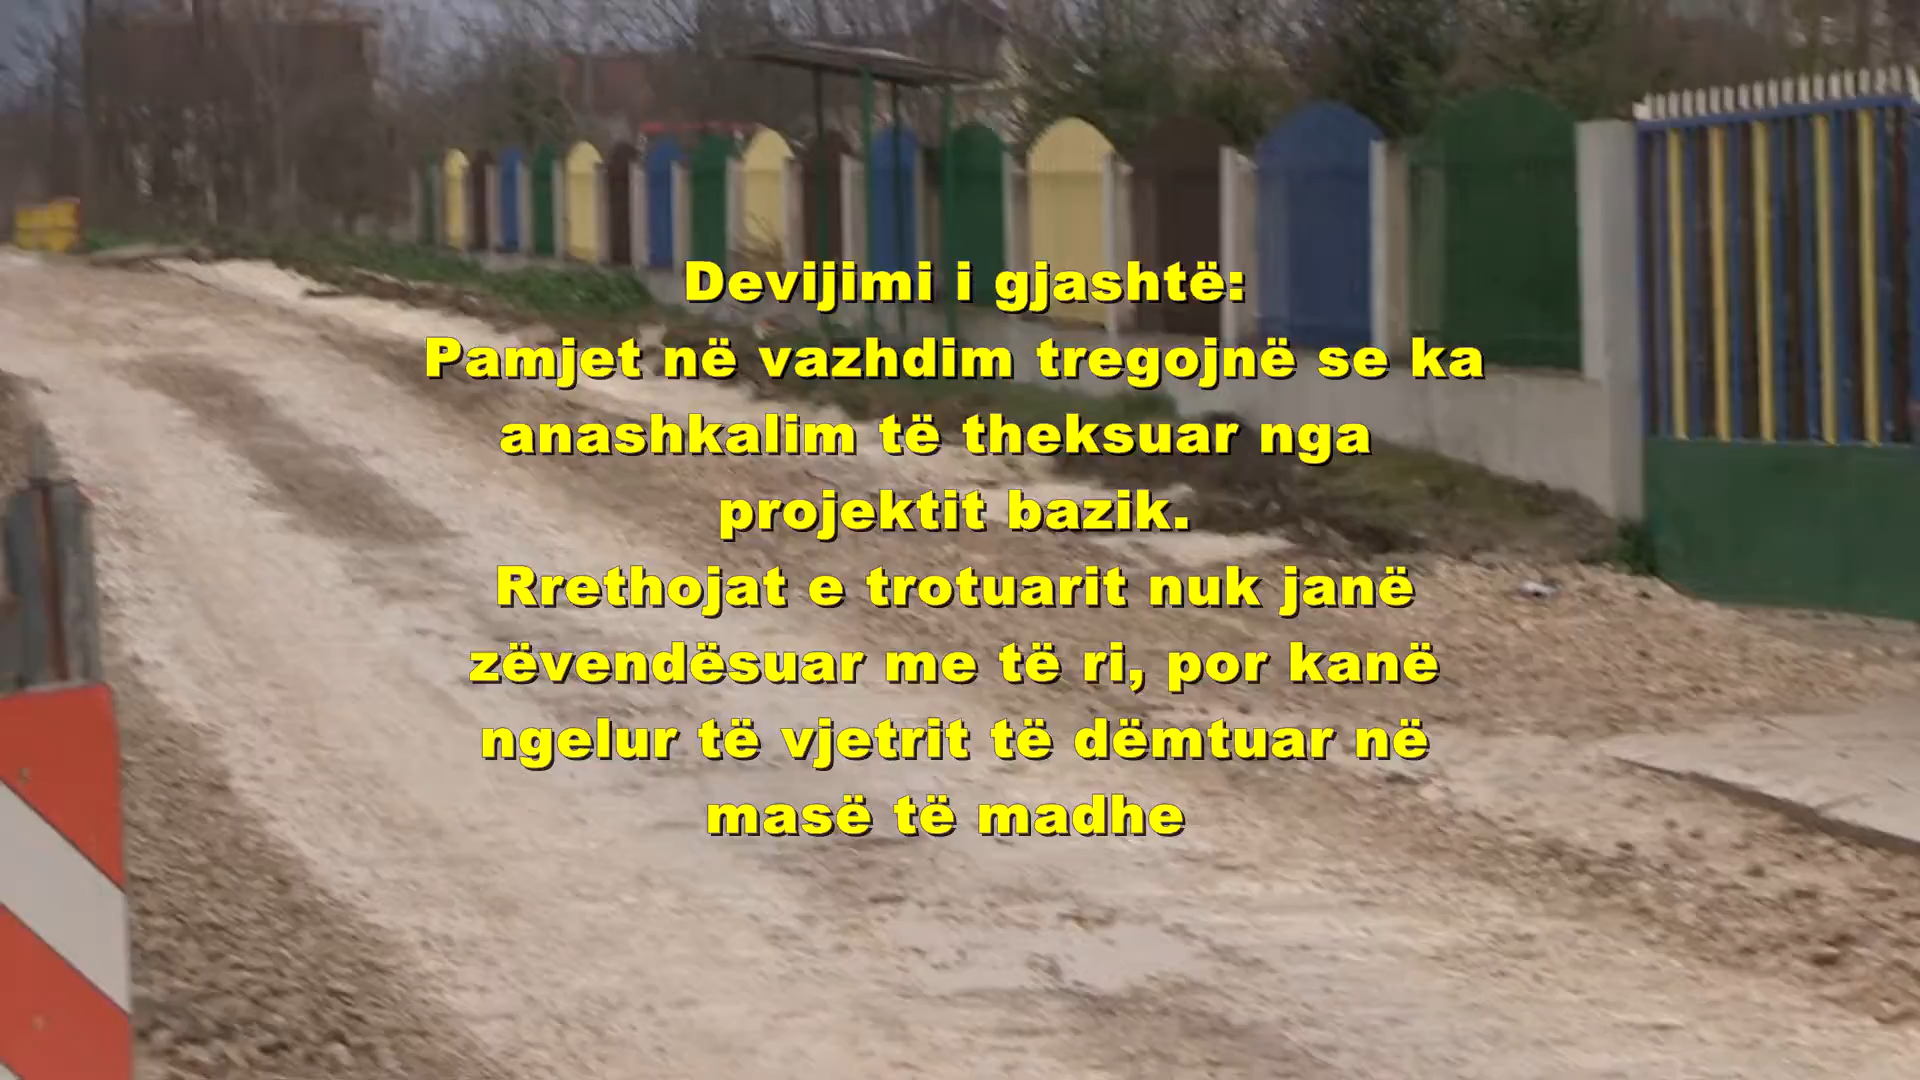 Devijimi i gjashtë:
Pamjet në vazhdim tregojnë se ka
anashkalim të theksuar nga
projektit bazik.
Rrethojat e trotuarit nuk janë
zëvendësuar me të ri, por kanë
ngelur të vjetrit të dëmtuar në
masë të madhe